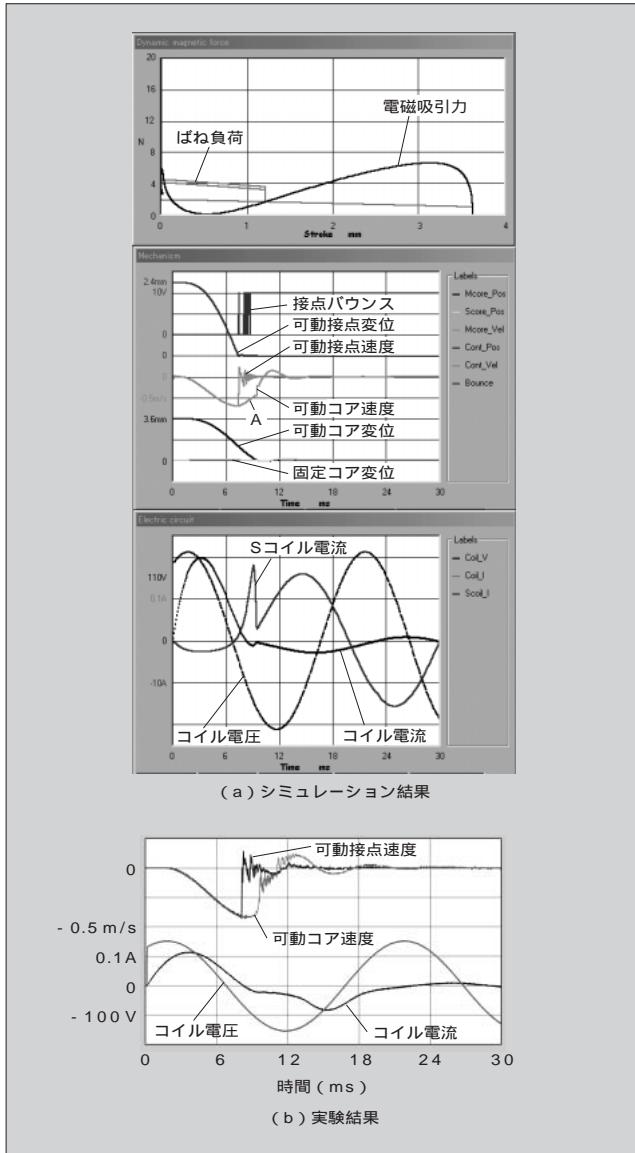 Dynamic magnetic force
20
16
12
N
8
4
0
0
1
2
3
4
Stroke mm
電磁吸引力
ばね負荷
Mechanism
2.4mm
10V
0
0
0
-0.5m/s
3.6mm
0
接点バウンス
可動接点変位
可動接点速度
A
可動コア速度
可動コア変位
固定コア変位
0
6
12
18
24
30
Time ms
Labels
Mcore_Pos
Score_Pos
Mcore_Vel
Cont_Pos
Cont_Vel
Bounce
Electric circuit
Sコイル電流
110V
0.1A
0
-10A
コイル電圧
コイル電流
0
6
12
18
24
30
Time ms
Labels
Coil_V
Coil_I
Scoil_I
(a)シミュレーション結果
可動接点速度
0
- 0.5 m/s
可動コア速度
0.1A
0
- 100 V
コイル電圧
コイル電流
0
6
12
18
24
30
時間(ms)
(b)実験結果